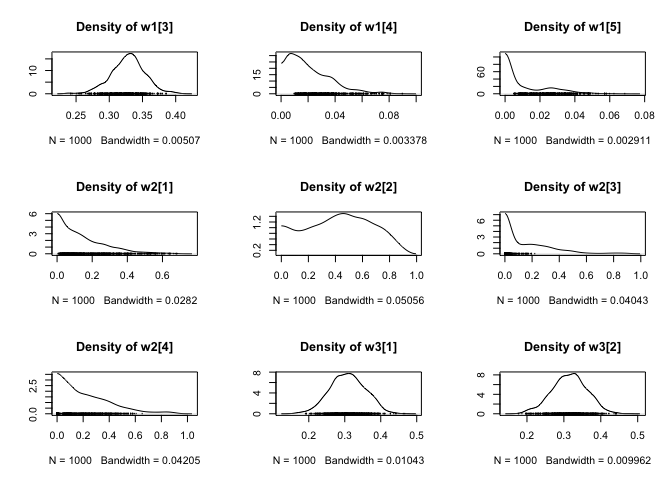 Density of w1[3]
Density of w1[4]
Density of w1[5]
0 10
0 15
0 60
0.25 0.30 0.35 0.40
0.00 0.04 0.08
0.00 0.02 0.04 0.06 0.08
N = 1000 Bandwidth = 0.00507
N = 1000 Bandwidth = 0.003378
N = 1000 Bandwidth = 0.002911
Density of w2[1]
Density of w2[2]
Density of w2[3]
0 3 6
0.2 1.2
0 3 6
0.0 0.2 0.4 0.6
0.0 0.2 0.4 0.6 0.8 1.0
0.0 0.2 0.4 0.6 0.8 1.0
N = 1000 Bandwidth = 0.0282
N = 1000 Bandwidth = 0.05056
N = 1000 Bandwidth = 0.04043
Density of w2[4]
Density of w3[1]
Density of w3[2]
0.0 2.5
0 4 8
0 4 8
0.0 0.2 0.4 0.6 0.8 1.0
0.2 0.3 0.4 0.5
0.2 0.3 0.4 0.5
N = 1000 Bandwidth = 0.04205
N = 1000 Bandwidth = 0.01043
N = 1000 Bandwidth = 0.009962